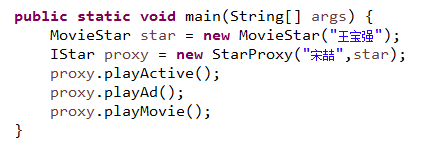 public static void main(String[] args) {
MovieStar star = new MovieStar("王宝强");
IStar proxy = new StarProxy("宋喆",star);
proxy.playActive();
proxy.playAd();
proxy.playMovie();
}